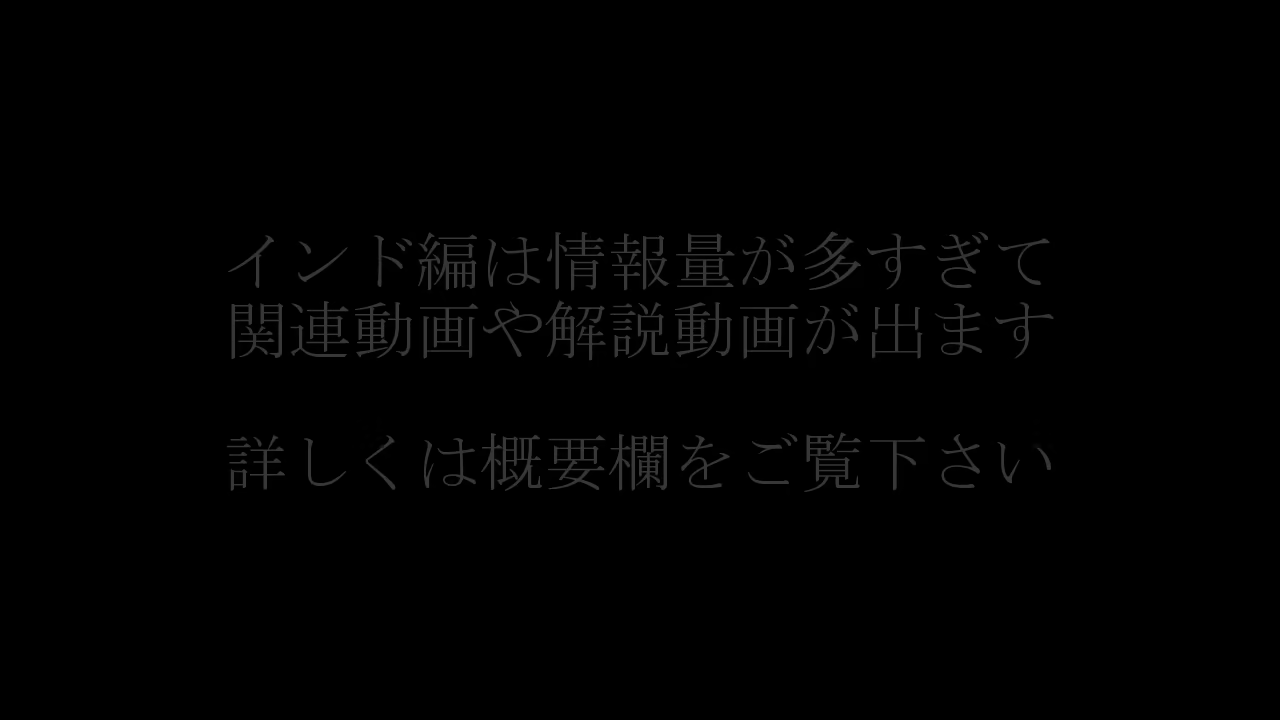 インド編は情報量が多すぎて
関連動画や解説動画が出ます
詳しくは概要欄をご覧下さい